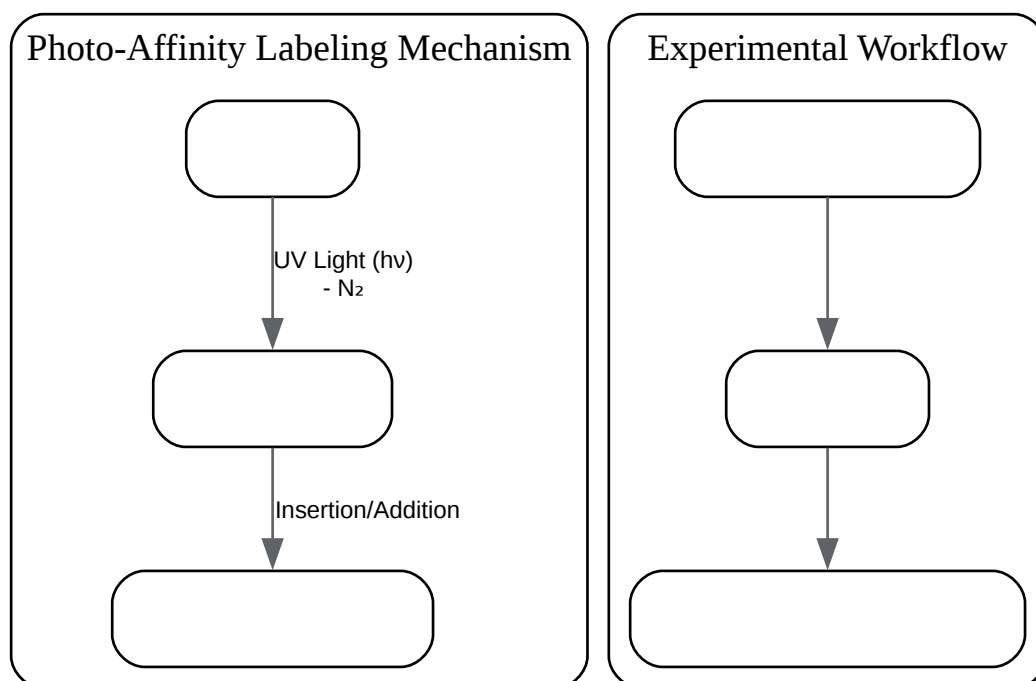 Photo-Affinity Labeling Mechanism
UV Light (hν)
- N₂
Insertion/Addition
Experimental Workflow